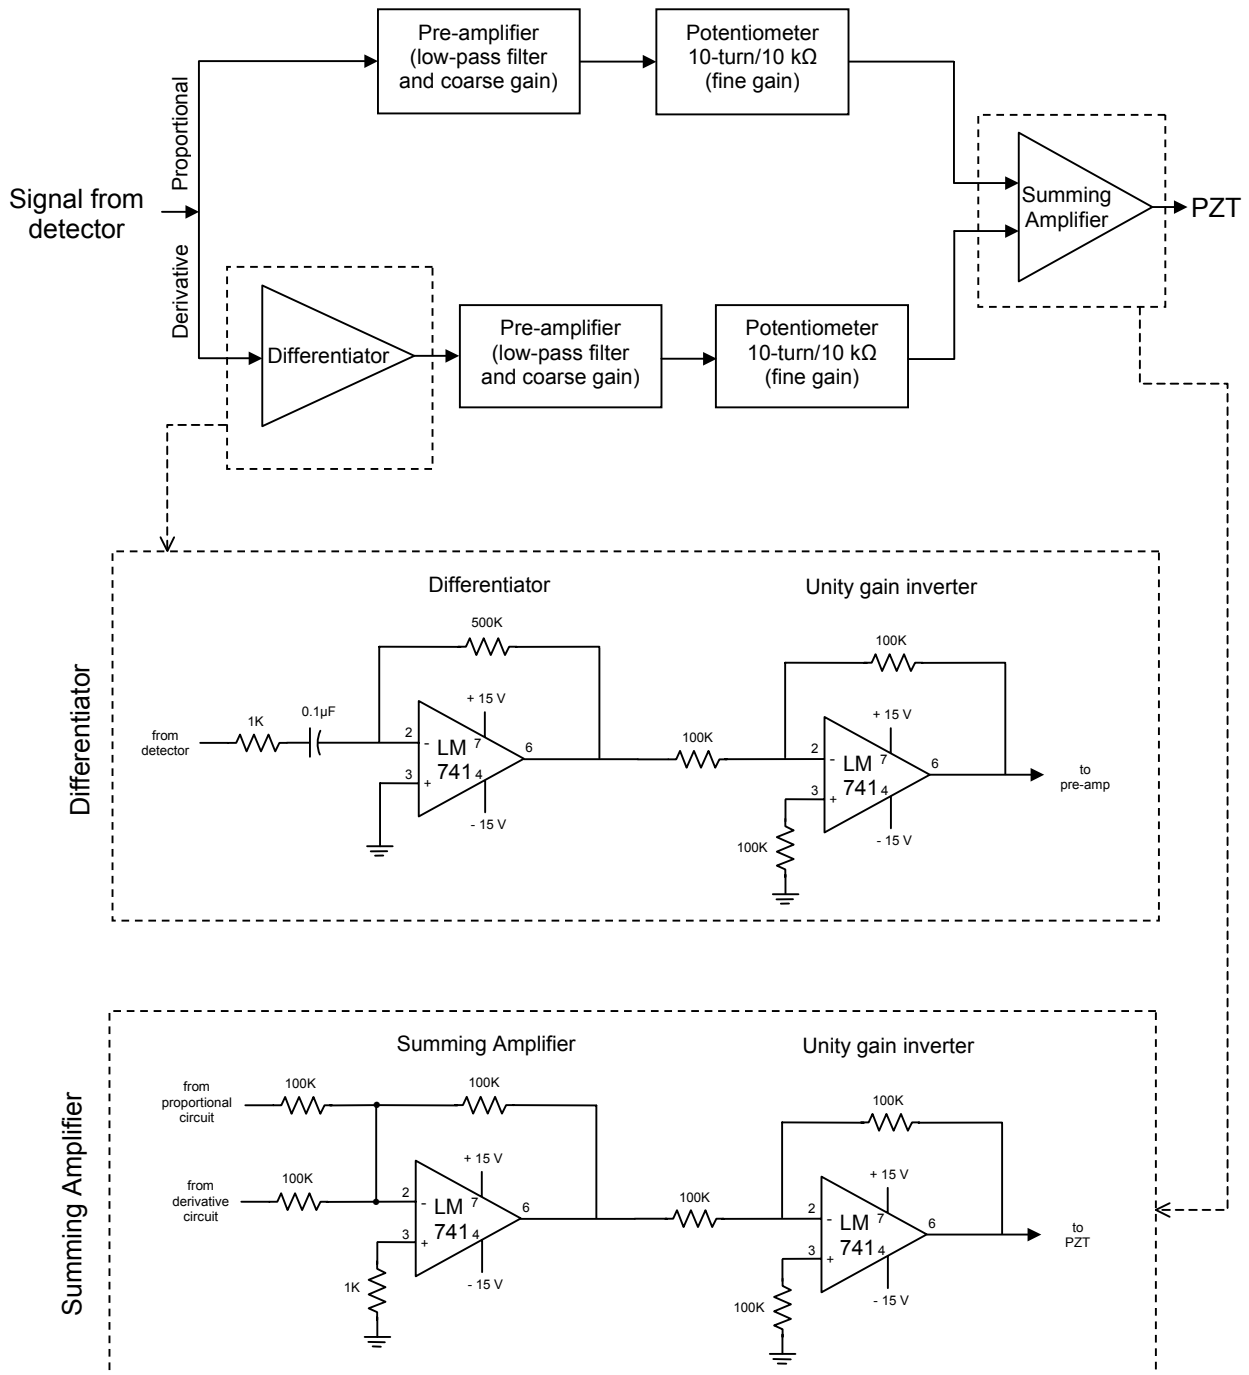 Pre-amplifier
(low-pass filter
and coarse gain)
Potentiometer
10-turn/10 kΩ
(fine gain)
Proportional
Signal from
detector
Derivative
Summing
Amplifier
PZT
Differentiator
Pre-amplifier
(low-pass filter
and coarse gain)
Potentiometer
10-turn/10 kΩ
(fine gain)
Differentiator
Differentiator
Unity gain inverter
500K
100K
+ 15 V
+ 15 V
0.1µF
1K
from
detector
2
-
LM
7
741
4
3
+
6
- 15 V
100K
2
-
LM
7
741
4
3
+
6
- 15 V
100K
to
pre-amp
Summing Amplifier
Summing Amplifier
Unity gain inverter
from
proportional
circuit
100K
100K
100K
from
derivative
circuit
100K
+ 15 V
2
-
LM
7
741
4
3
+
6
- 15 V
1K
100K
+ 15 V
2
-
LM
7
741
4
3
+
6
- 15 V
100K
to
PZT